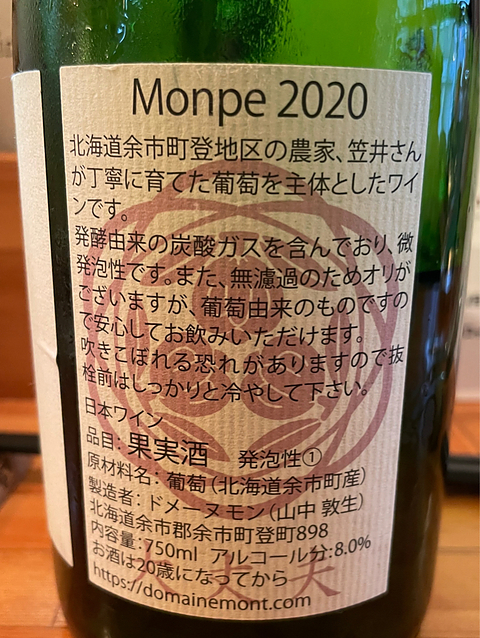 Monpe 2020
北海道余市町登地区の農家、笠井さん
が丁寧に育てた葡萄を主体としたワイ
ンです。
発酵由来の炭酸ガスを含んでおり、微
発泡性です。また、無濾過のためオリが
ございますが、葡萄由来のものですの
で安心してお飲みいただけます。
吹きこぼれる恐れがありますので抜
栓前はしっかりと冷やして下さい。
日本ワイン
品目: 果実酒 発泡性①
原材料名: 葡萄(北海道余市町産)
製造者: ドメーヌモン(山中 敦生)
北海道余市郡余市町登町898
内容量: 750ml アルコール分: 8.0%
お酒は20歳になってから
https://domainemont.com